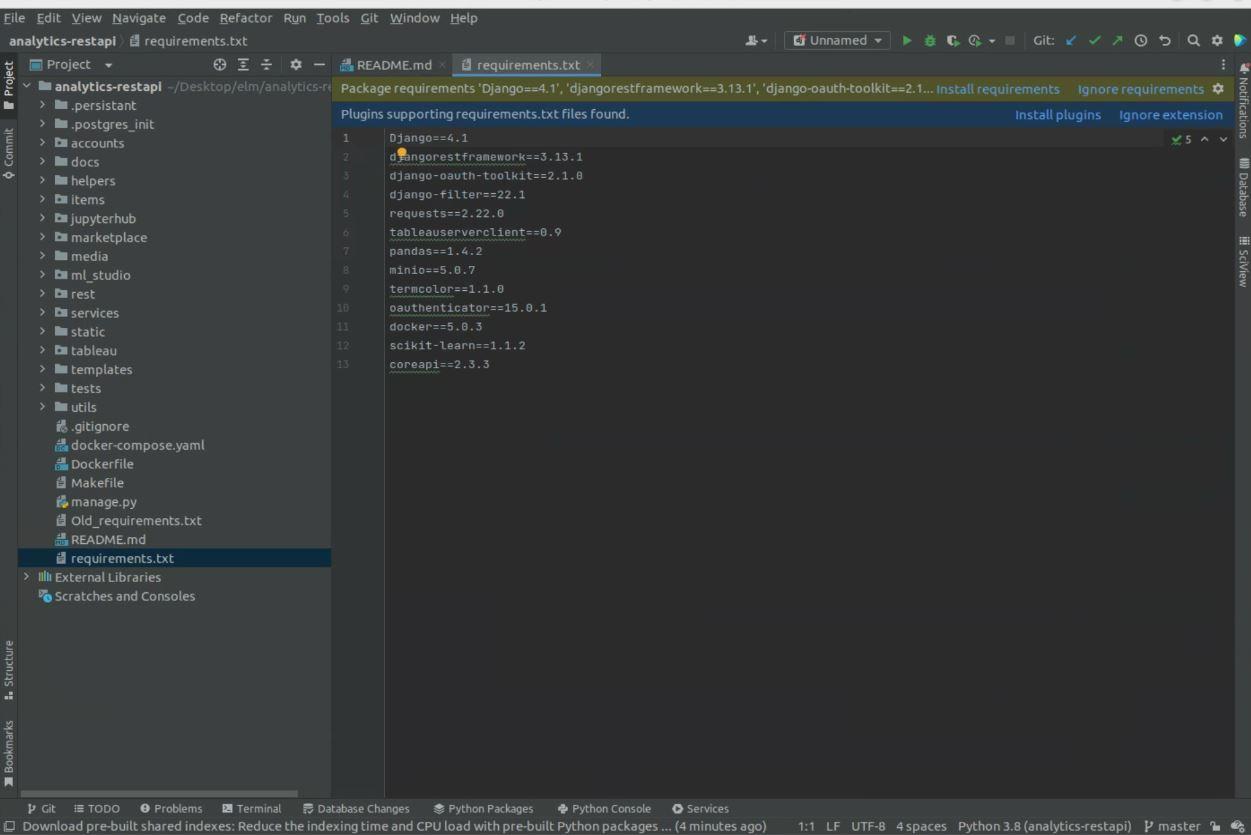 File Edit View Navigate Code Refactor Run Tools Git Window Help
analytics-restapi requirements.txt
Unnamed
Git:
Project
README.md
requirements.txt
Project
Commit
Structure
Bookmarks
analytics-restapi ~/Desktop/elm/analytics-re
.persistant
.postgres_init
accounts
docs
helpers
items
jupyterhub
marketplace
media
ml_studio
rest
services
static
tableau
templates
tests
utils
.gitignore
docker-compose.yaml
Dockerfile
Makefile
manage.py
Old_requirements.txt
README.md
requirements.txt
External Libraries
Scratches and Consoles
Package requirements 'Django==4.1', 'djangorestframework==3.13.1', 'django-oauth-toolkit==2.1... Install requirements Ignore requirements
Plugins supporting requirements.txt files found. Install plugins Ignore extension
5
1 Django==4.1
2 djangorestframework==3.13.1
3 django-oauth-toolkit==2.1.0
4 django-filter==22.1
5 requests==2.22.0
6 tableauserverclient==0.9
7 pandas==1.4.2
8 minio==5.0.7
9 termcolor==1.1.0
10 oauthenticator==15.0.1
11 docker==5.0.3
12 scikit-learn==1.1.2
13 coreapi==2.3.3
Notifications
Database
SciView
Git TODO Problems Terminal Database Changes Python Packages Python Console Services
Download pre-built shared indexes: Reduce the indexing time and CPU load with pre-built Python packages ... (4 minutes ago) 1:1 LF UTF-8 4 spaces Python 3.8 (analytics-restapi) master